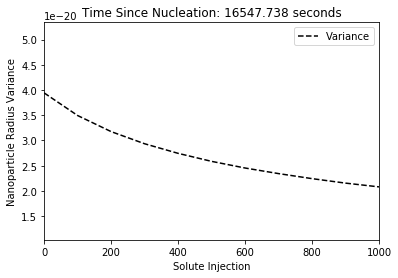 Time Since Nucleation: 16547.738 seconds
1e−20
Variance
5.0
4.5
4.0
3.5
3.0
2.5
2.0
1.5
Nanoparticle Radius Variance
0
200
400
600
800
1000
Solute Injection